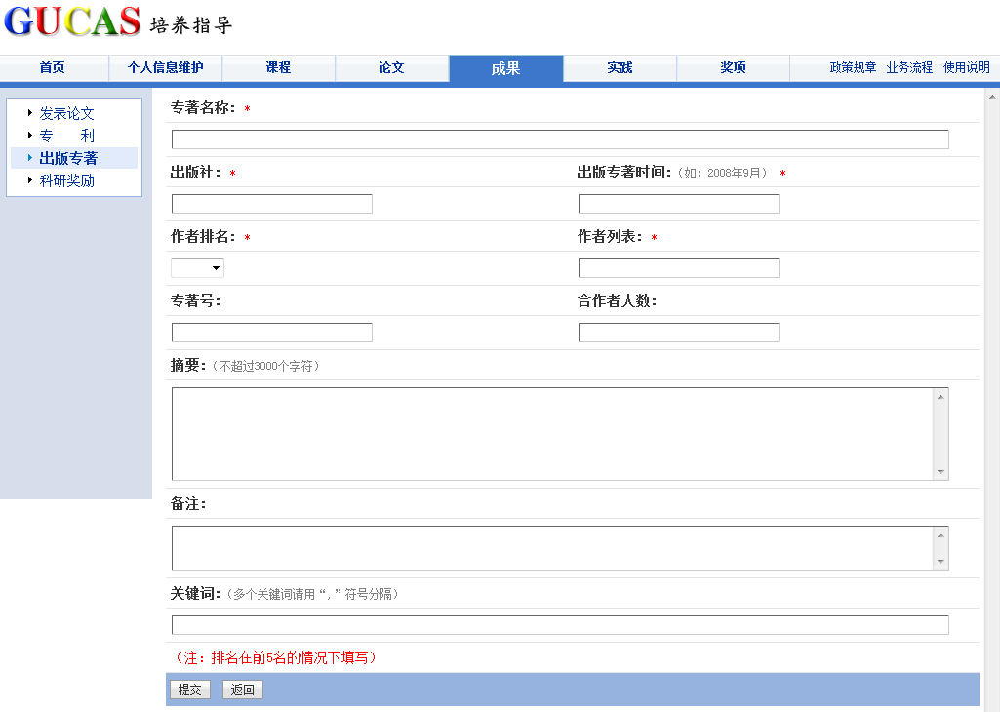 GUCAS 培养指导
首页 个人信息维护 课程 论文 成果 实践 奖项 政策规章 业务流程 使用说明
发表论文
专 利
出版专著
科研奖励
专著名称： *
出版社： * 出版专著时间：（如：2008年9月） *
作者排名： * 作者列表： *
专著号： 合作者人数：
摘要：（不超过3000个字符）
备注：
关键词：（多个关键词请用“，”符号分隔）
（注：排名在前5名的情况下填写）
提交 返回